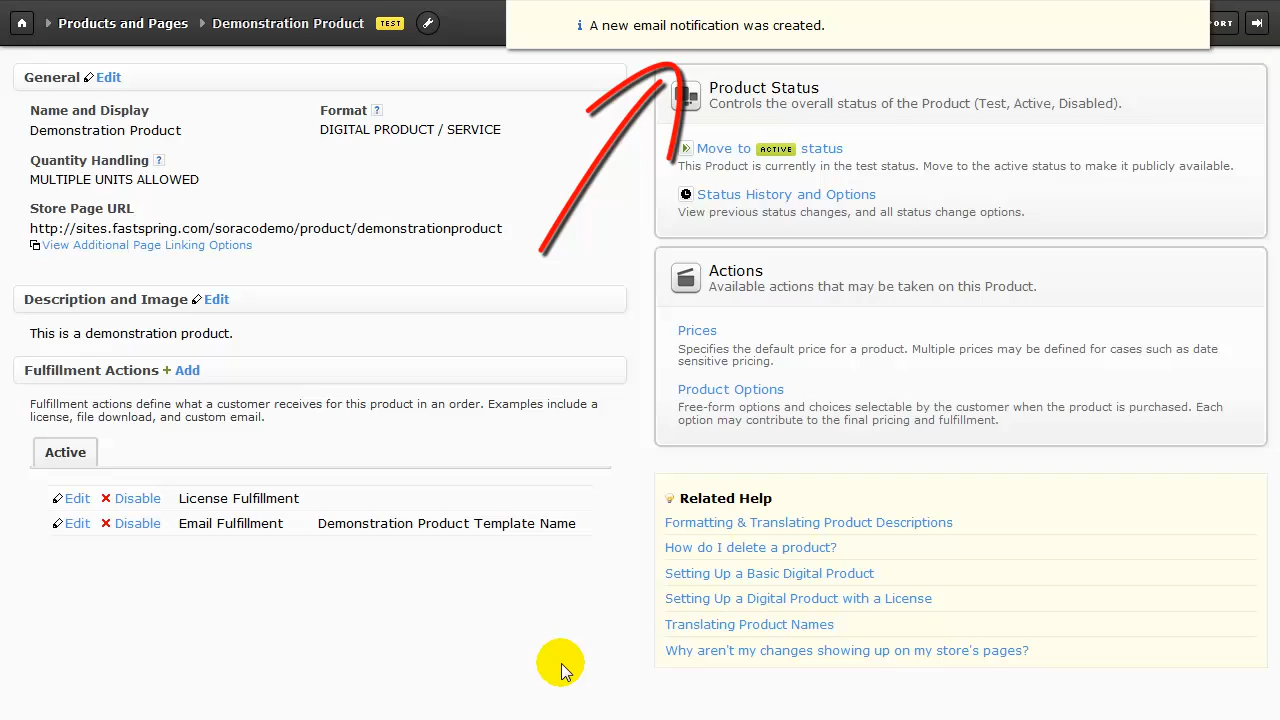 Products and Pages Demonstration Product TEST
A new email notification was created.
ORT
General Edit
Name and Display
Demonstration Product
Format ?
DIGITAL PRODUCT / SERVICE
Quantity Handling ?
MULTIPLE UNITS ALLOWED
Store Page URL
http://sites.fastspring.com/soracodemo/product/demonstrationproduct
View Additional Page Linking Options
Description and Image Edit
This is a demonstration product.
Fulfillment Actions + Add
Fulfillment actions define what a customer receives for this product in an order. Examples include a
license, file download, and custom email.
Active
Edit Disable License Fulfillment
Edit Disable Email Fulfillment Demonstration Product Template Name
Product Status
Controls the overall status of the Product (Test, Active, Disabled).
Move to ACTIVE status
This Product is currently in the test status. Move to the active status to make it publicly available.
Status History and Options
View previous status changes, and all status change options.
Actions
Available actions that may be taken on this Product.
Prices
Specifies the default price for a product. Multiple prices may be defined for cases such as date
sensitive pricing.
Product Options
Free-form options and choices selectable by the customer when the product is purchased. Each
option may contribute to the final pricing and fulfillment.
Related Help
Formatting & Translating Product Descriptions
How do I delete a product?
Setting Up a Basic Digital Product
Setting Up a Digital Product with a License
Translating Product Names
Why aren't my changes showing up on my store's pages?